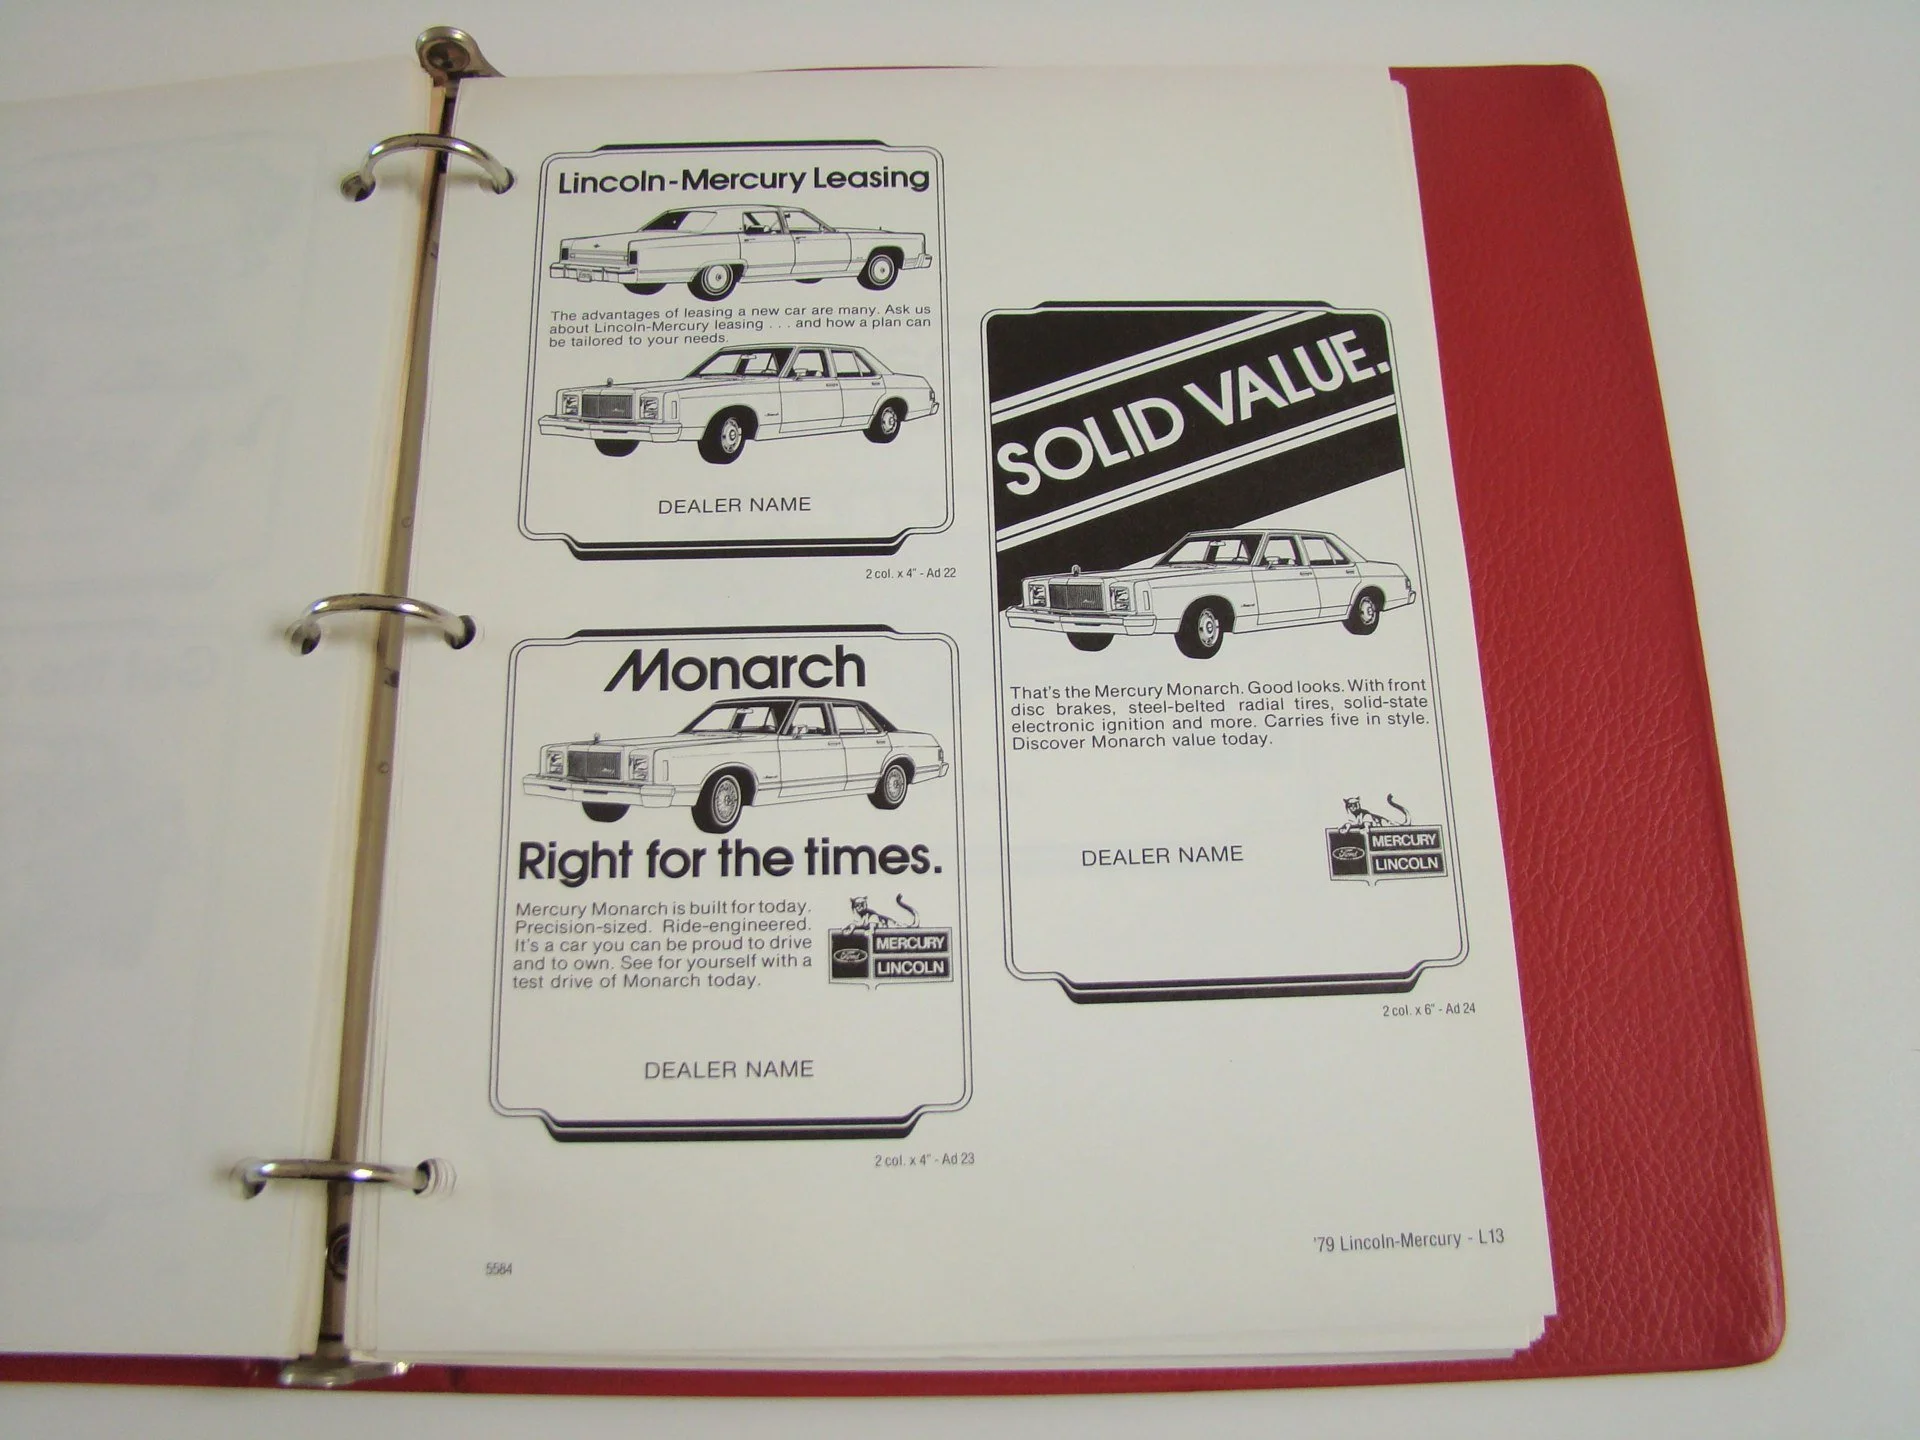 Lincoln-Mercury Leasing
The advantages of leasing a new car are many. Ask us
about Lincoln-Mercury leasing . . . and how a plan can
be tailored to your needs.
DEALER NAME
2 col. x 4" - Ad 22
Monarch
Right for the times.
Mercury Monarch is built for today.
Precision-sized. Ride-engineered.
It's a car you can be proud to drive
and to own. See for yourself with a
test drive of Monarch today.
Ford
MERCURY
LINCOLN
DEALER NAME
2 col. x 4" - Ad 23
SOLID VALUE.
That's the Mercury Monarch. Good looks. With front
disc brakes, steel-belted radial tires, solid-state
electronic ignition and more. Carries five in style.
Discover Monarch value today.
DEALER NAME
Ford
MERCURY
LINCOLN
2 col. x 6" - Ad 24
5584
'79 Lincoln-Mercury - L13